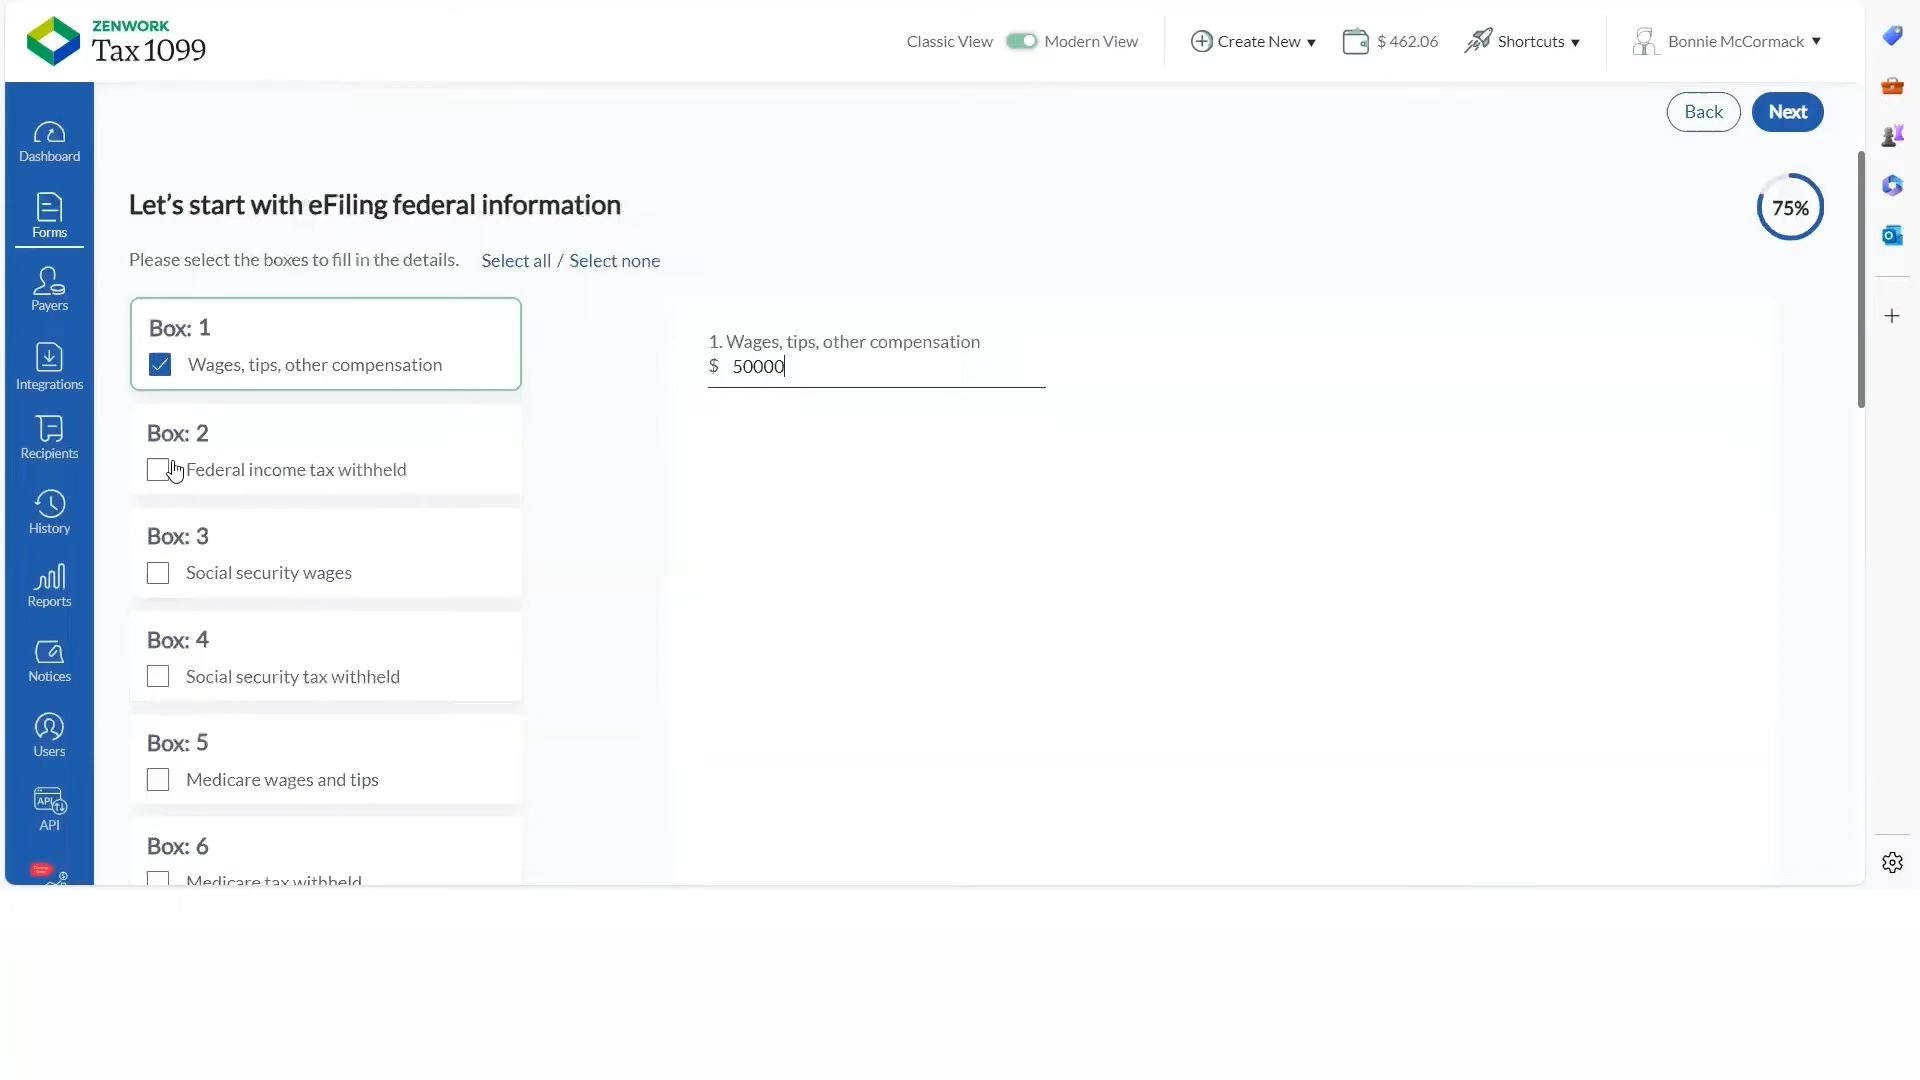 ZENWORK
Tax1099
Classic View
Modern View
Create New
$ 462.06
Shortcuts
Bonnie McCormack
Back
Next
Dashboard
Forms
Payers
Integrations
Recipients
History
Reports
Notices
Users
API
API
Let's start with eFiling federal information
75%
Please select the boxes to fill in the details. Select all / Select none
Box: 1
Wages, tips, other compensation
1. Wages, tips, other compensation
$ 50000
Box: 2
Federal income tax withheld
Box: 3
Social security wages
Box: 4
Social security tax withheld
Box: 5
Medicare wages and tips
Box: 6
Medicare tax withheld